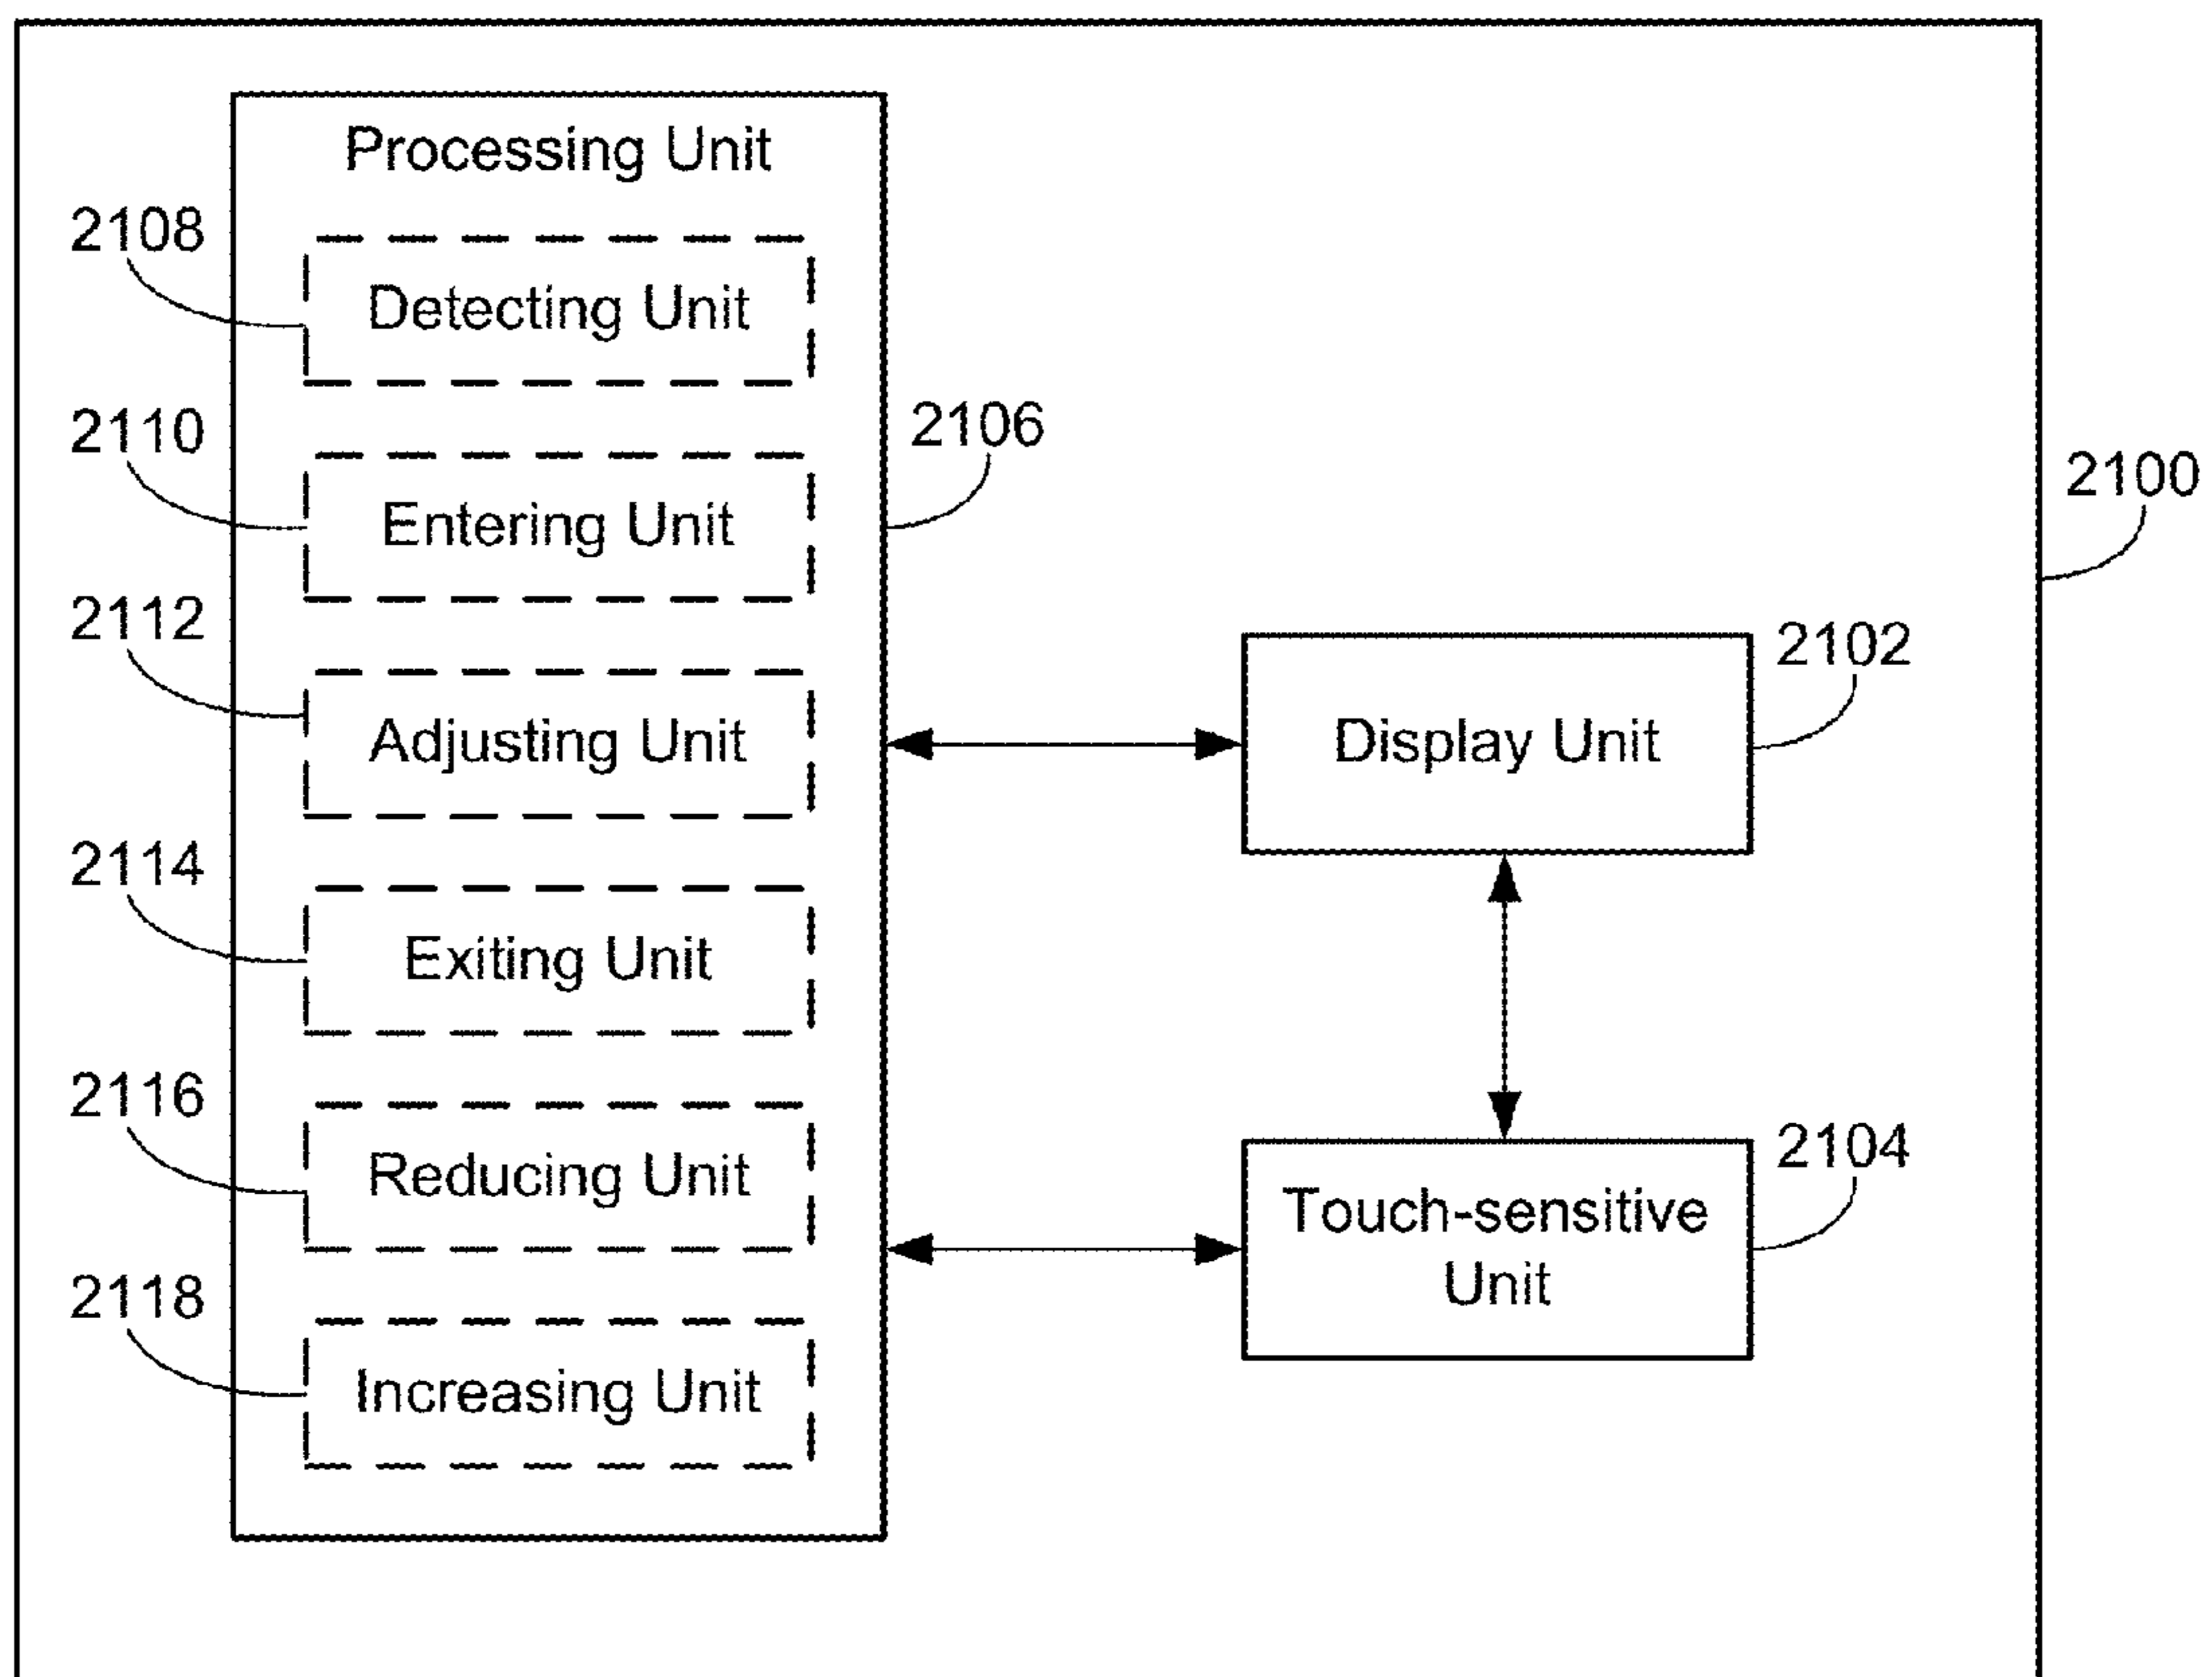 Processing Unit
2108
Detecting Unit
2110
Entering Unit
2106
2100
2112
Adjusting Unit
2102
Display Unit
2114
Exiting Unit
2116
Reducing Unit
2104
Touch-sensitive
Unit
2118
Increasing Unit